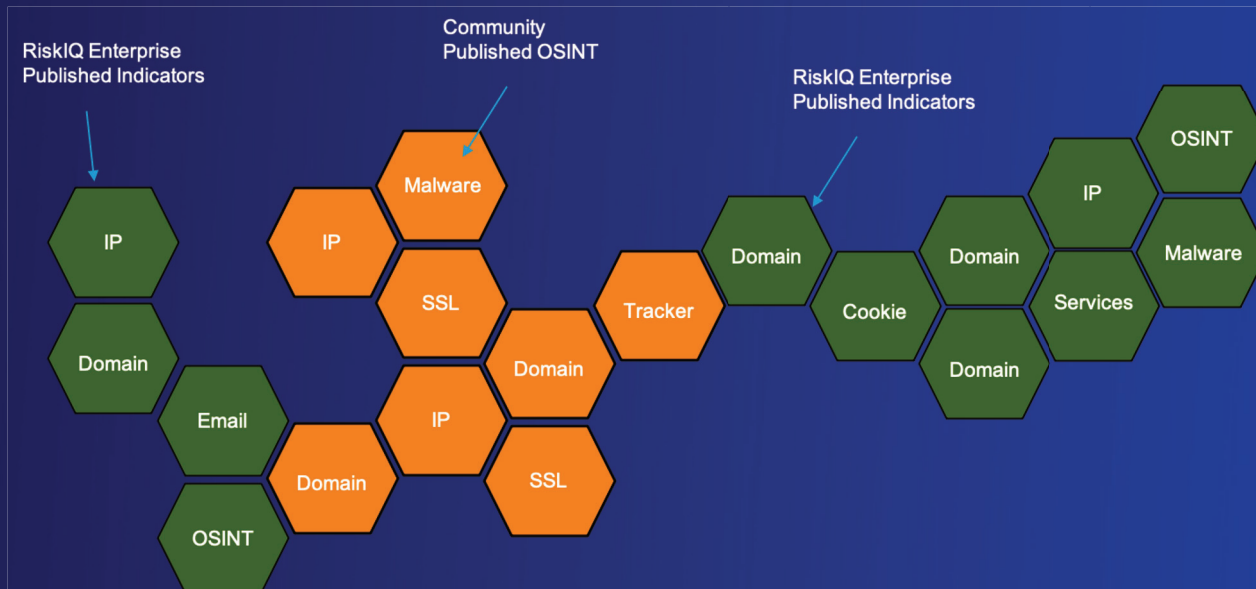 RiskIQ Enterprise
Published Indicators
Community
Published OSINT
RiskIQ Enterprise
Published Indicators
IP
Domain
Email
OSINT
IP
Domain
Malware
SSL
IP
Domain
SSL
Tracker
Domain
Cookie
Domain
Domain
IP
Services
OSINT
Malware